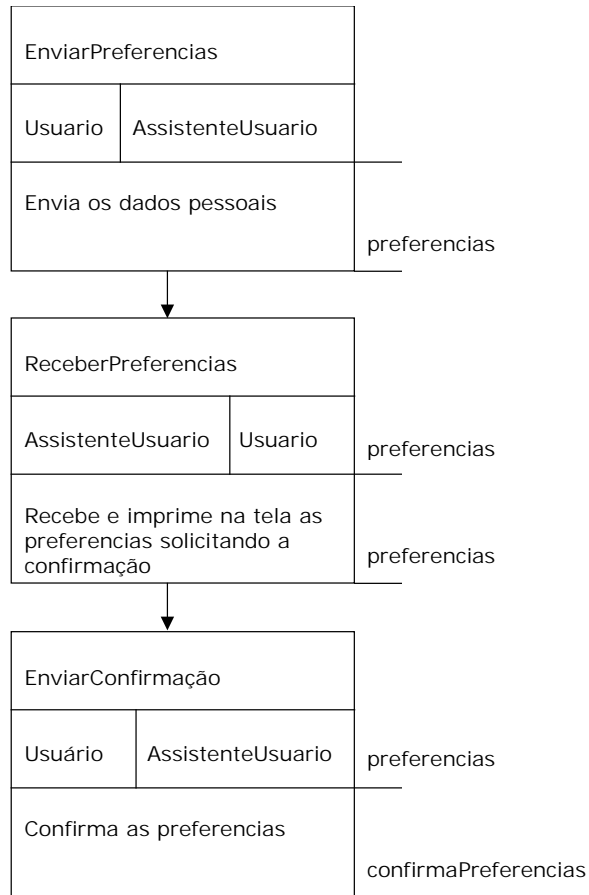 EnviarPreferencias
Usuario AssistenteUsuario
Envia os dados pessoais
preferencias
ReceberPreferencias
AssistenteUsuario Usuario
preferencias
Recebe e imprime na tela as
preferencias solicitando a
confirmação
preferencias
EnviarConfirmação
Usuário AssistenteUsuario
preferencias
Confirma as preferencias
confirmaPreferencias